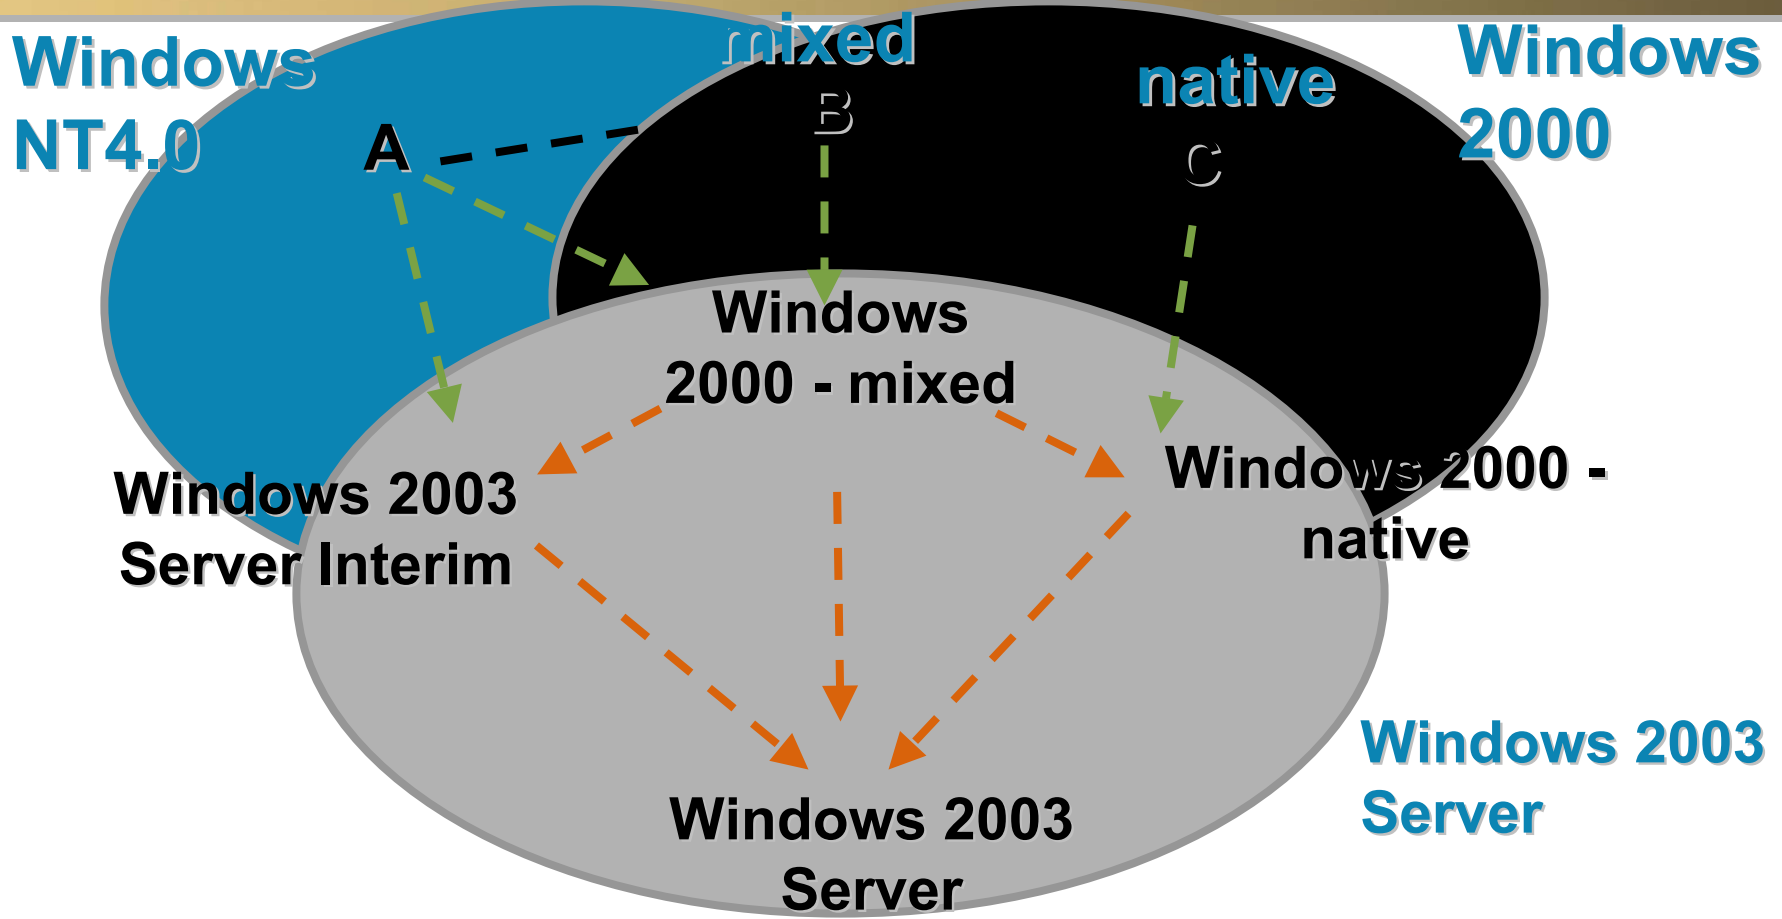 Windows
NT4.0
mixed
native
Windows
2000
A
B
C
Windows
2000 - mixed
Windows 2003
Server Interim
Windows 2000 -
native
Windows 2003
Server
Windows 2003
Server